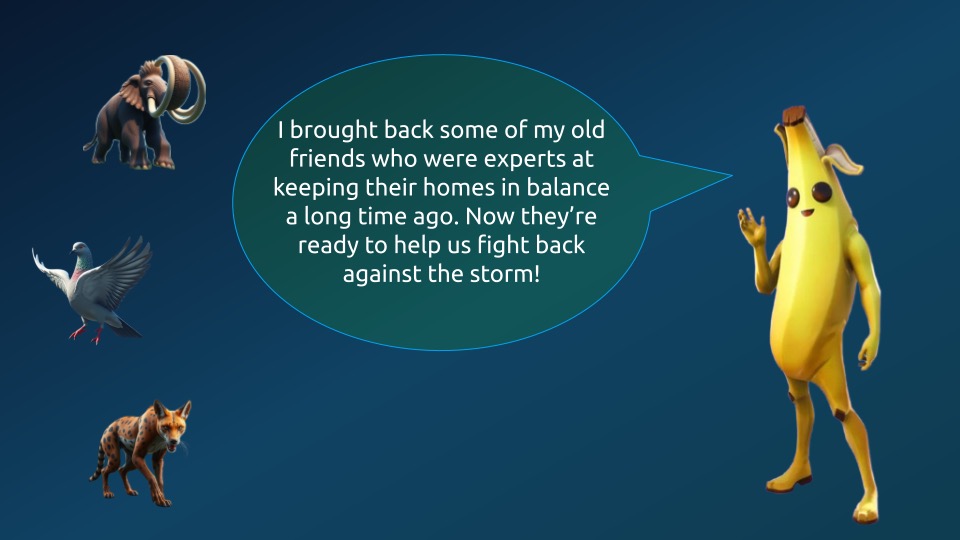 I brought back some of my old
friends who were experts at
keeping their homes in balance
a long time ago. Now they’re
ready to help us fight back
against the storm!